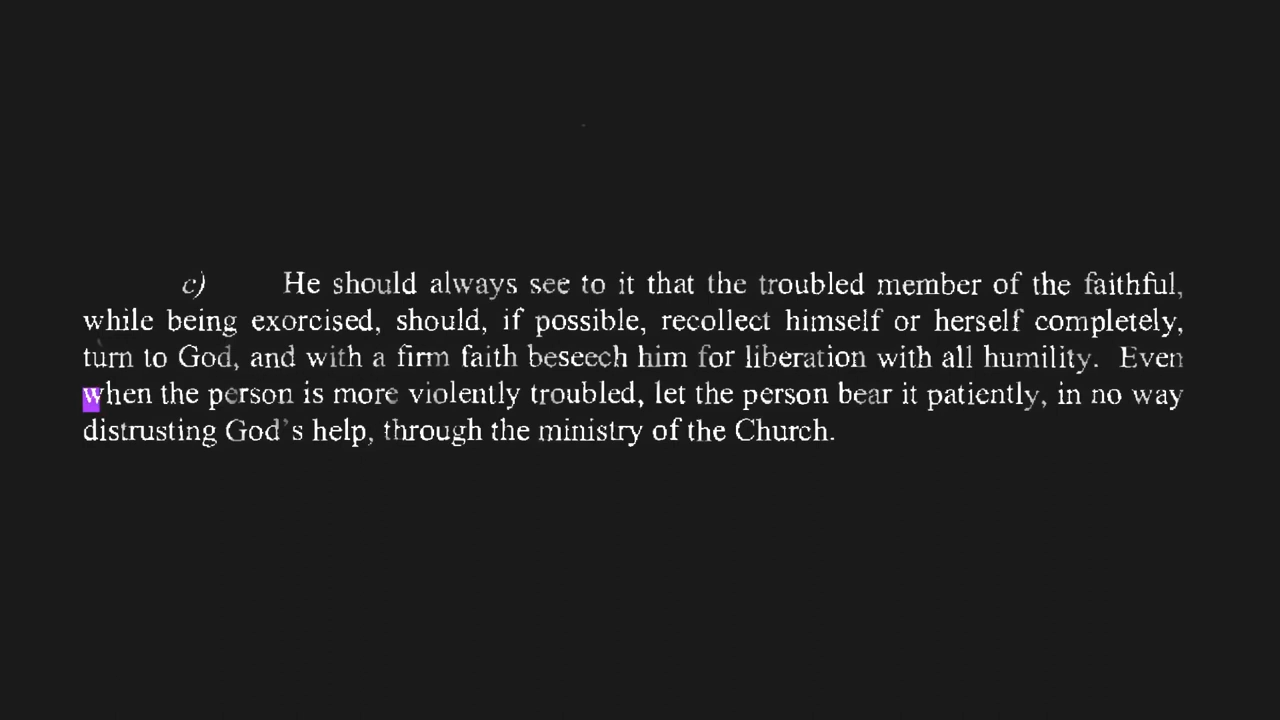 c) He should always see to it that the troubled member of the faithful,
while being exorcised, should, if possible, recollect himself or herself completely,
turn to God, and with a firm faith beseech him for liberation with all humility. Even
when the person is more violently troubled, let the person bear it patiently, in no way
distrusting God's help, through the ministry of the Church.